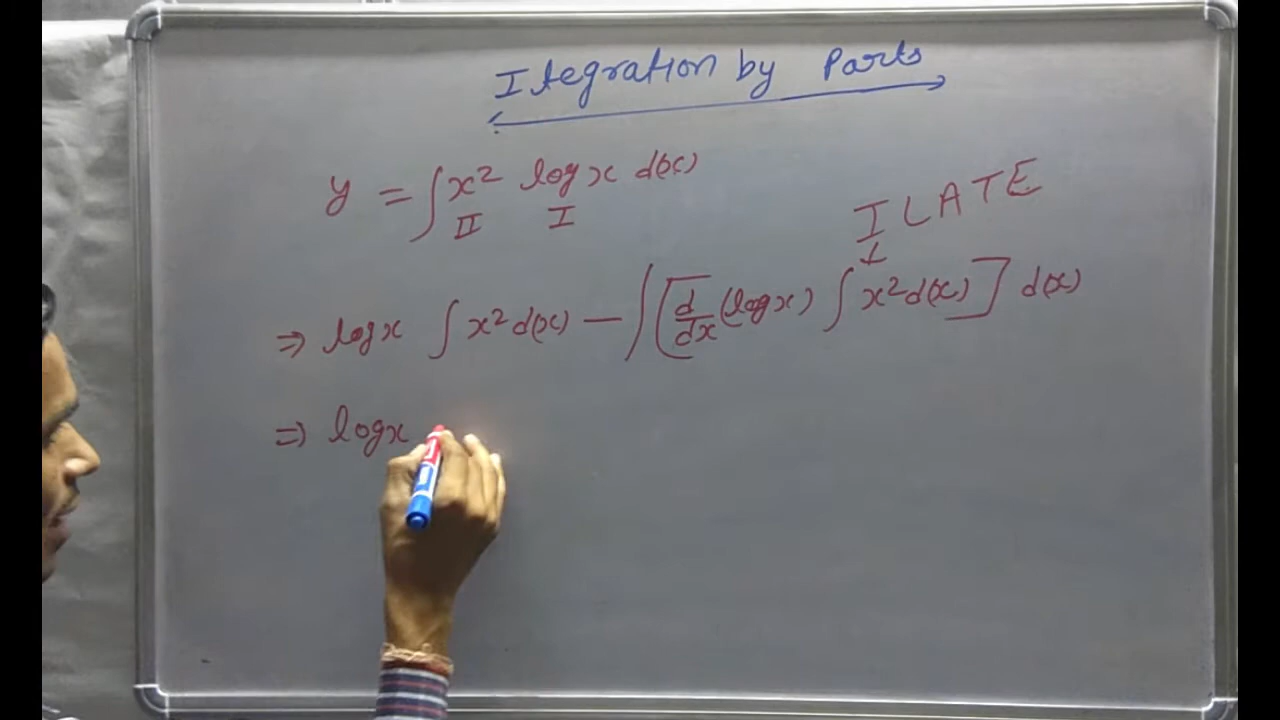 Itegration by Parts
y = ∫ x² log x d(x)
II I
ILATE
⇒ log x ∫ x² d(x) — ∫ [d/dx (log x) ∫ x² d(x)] d(x)
⇒ log x